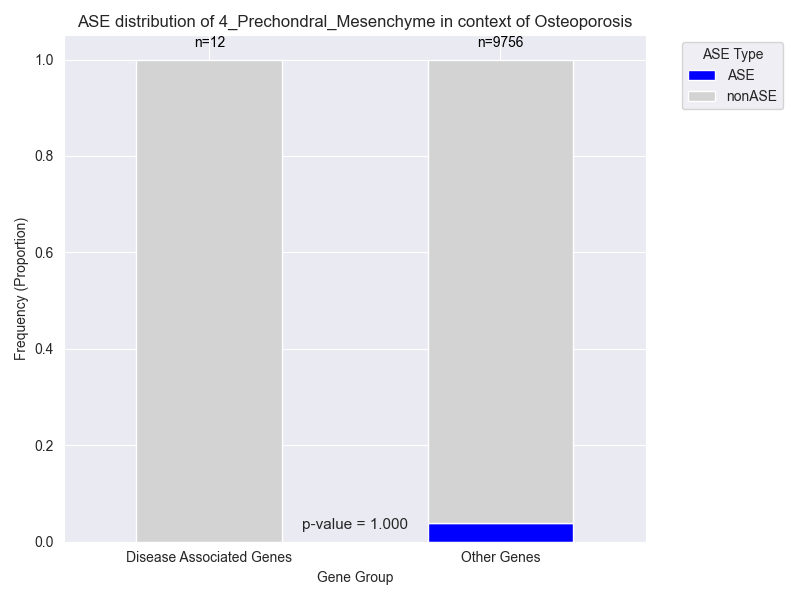 ASE distribution of 4_Prechondral_Mesenchyme in context of Osteoporosis
n=12
n=9756
ASE Type
ASE
nonASE
1.0
0.8
0.6
0.4
0.2
0.0
Frequency (Proportion)
p-value = 1.000
Disease Associated Genes
Other Genes
Gene Group